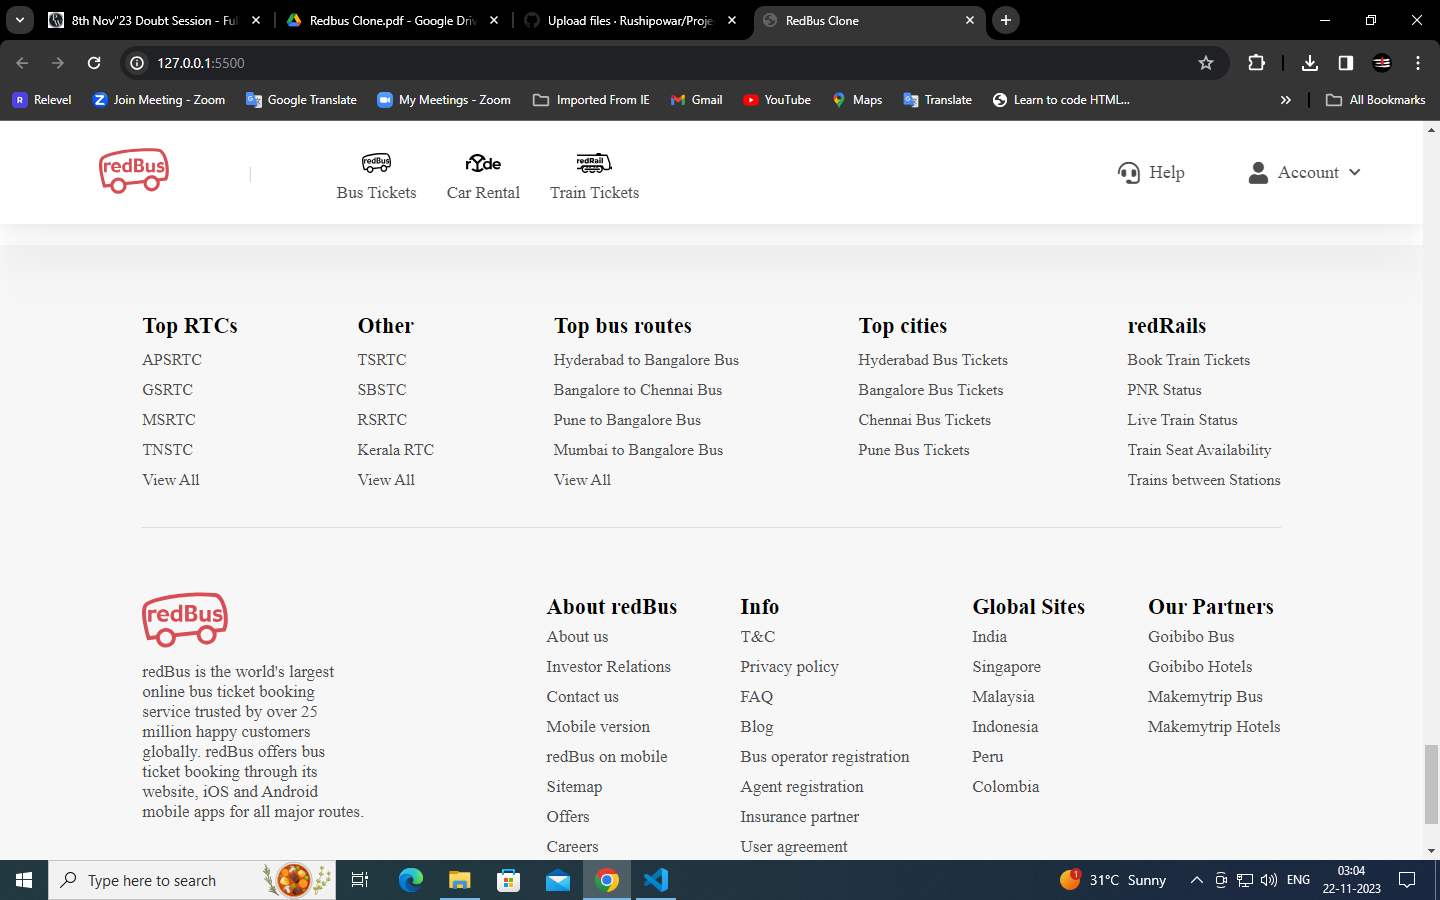 8th Nov"23 Doubt Session - Ful
Redbus Clone.pdf - Google Driv
Upload files · Rushipowar/Proje
RedBus Clone
127.0.0.1:5500
Relevel
Join Meeting - Zoom
Google Translate
My Meetings - Zoom
Imported From IE
Gmail
YouTube
Maps
Translate
Learn to code HTML...
All Bookmarks
redBus
redBus
Bus Tickets
rYde
Car Rental
redRail
Train Tickets
Help
Account
Top RTCs
APSRTC
GSRTC
MSRTC
TNSTC
View All
Other
TSRTC
SBSTC
RSRTC
Kerala RTC
View All
Top bus routes
Hyderabad to Bangalore Bus
Bangalore to Chennai Bus
Pune to Bangalore Bus
Mumbai to Bangalore Bus
View All
Top cities
Hyderabad Bus Tickets
Bangalore Bus Tickets
Chennai Bus Tickets
Pune Bus Tickets
redRails
Book Train Tickets
PNR Status
Live Train Status
Train Seat Availability
Trains between Stations
redBus
redBus is the world's largest
online bus ticket booking
service trusted by over 25
million happy customers
globally. redBus offers bus
ticket booking through its
website, iOS and Android
mobile apps for all major routes.
About redBus
About us
Investor Relations
Contact us
Mobile version
redBus on mobile
Sitemap
Offers
Careers
Info
T&C
Privacy policy
FAQ
Blog
Bus operator registration
Agent registration
Insurance partner
User agreement
Global Sites
India
Singapore
Malaysia
Indonesia
Peru
Colombia
Our Partners
Goibibo Bus
Goibibo Hotels
Makemytrip Bus
Makemytrip Hotels
Type here to search
1
31°C Sunny
ENG
03:04
22-11-2023